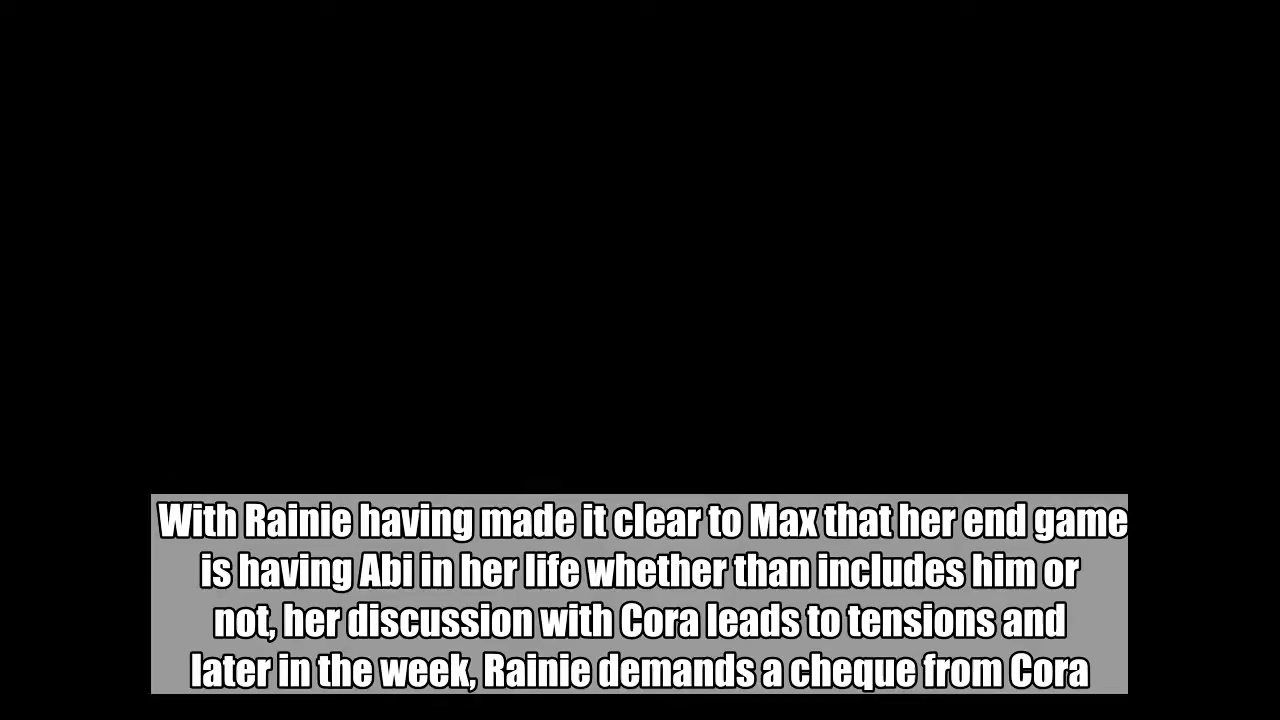 With Rainie having made it clear to Max that her end game
is having Abi in her life whether than includes him or
not, her discussion with Cora leads to tensions and
later in the week, Rainie demands a cheque from Cora